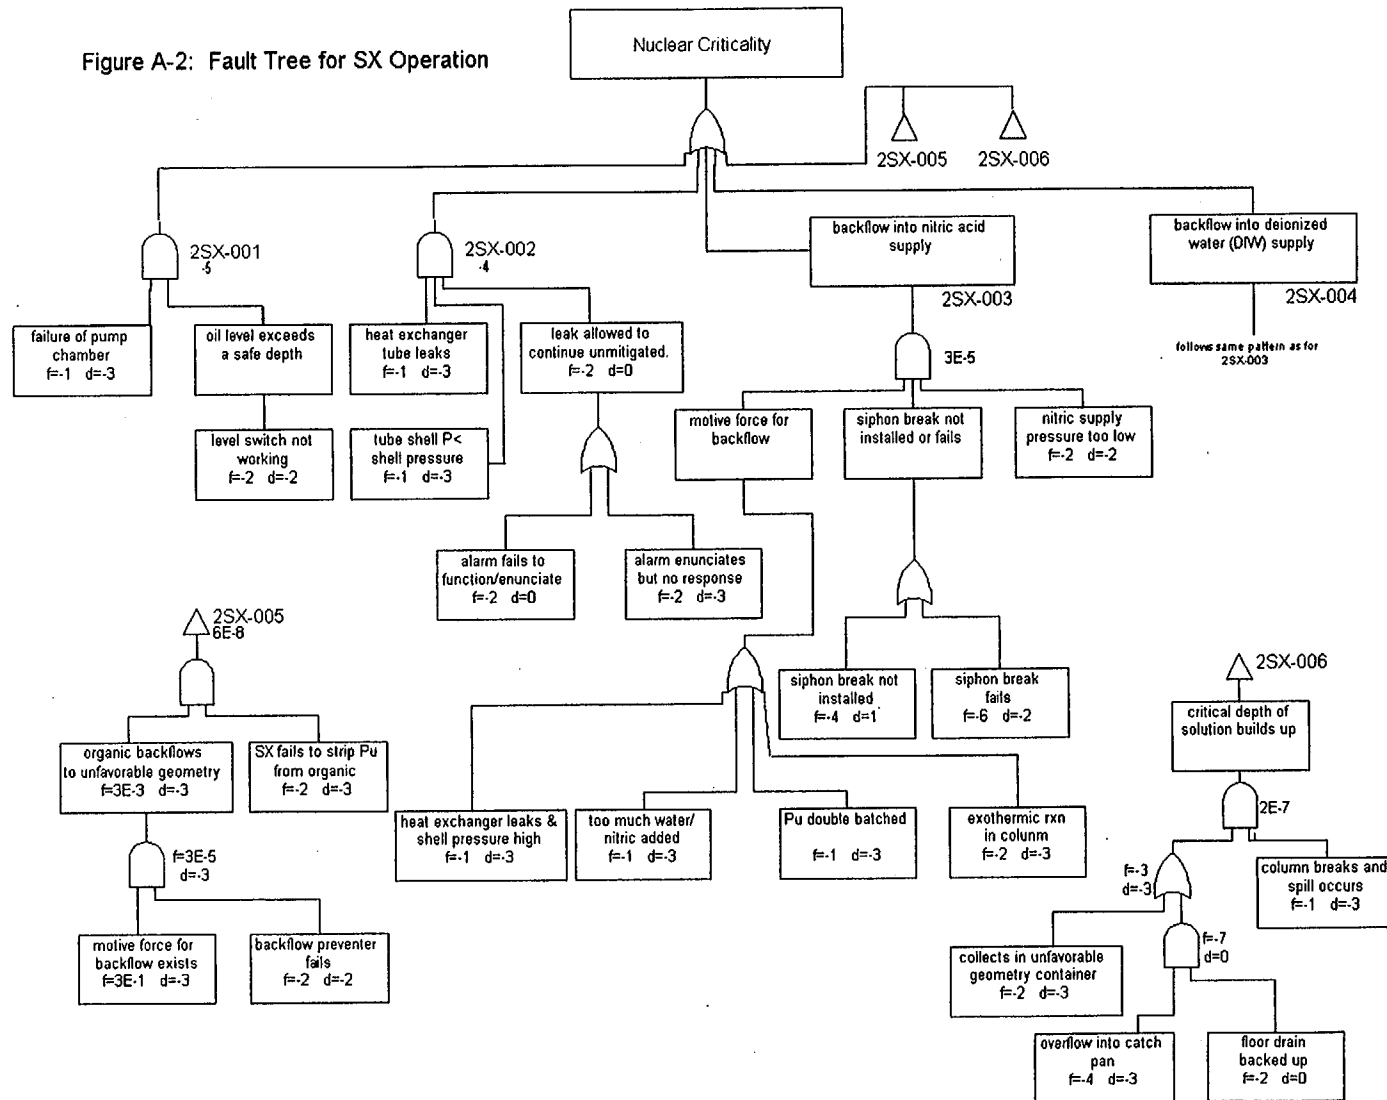 Figure A-2: Fault Tree for SX Operation
Nuclear Criticality
2SX-005
2SX-006
2SX-001
-5
2SX-002
-4
backflow into nitric acid
supply
2SX-003
backflow into deionized
water (DIW) supply
2SX-004
follows same pattern as for
2SX-003
failure of pump
chamber
f=-1 d=-3
oil level exceeds
a safe depth
heat exchanger
tube leaks
f=-1 d=-3
leak allowed to
continue unmitigated.
f=-2 d=0
3E-5
level switch not
working
f=-2 d=-2
tube shell P<
shell pressure
f=-1 d=-3
motive force for
backflow
siphon break not
installed or fails
nitric supply
pressure too low
f=-2 d=-2
alarm fails to
function/enunciate
f=-2 d=0
alarm enunciates
but no response
f=-2 d=-3
2SX-005
6E-8
siphon break not
installed
f=-4 d=1
siphon break
fails
f=-6 d=-2
2SX-006
critical depth of
solution builds up
organic backflows
to unfavorable geometry
f=3E-3 d=-3
SX fails to strip Pu
from organic
f=-2 d=-3
heat exchanger leaks &
shell pressure high
f=-1 d=-3
too much water/
nitric added
f=-1 d=-3
Pu double batched
f=-1 d=-3
exothermic rxn
in colunm
f=-2 d=-3
2E-7
f=3E-5
d=-3
f=-3
d=-3
column breaks and
spill occurs
f=-1 d=-3
motive force for
backflow exists
f=3E-1 d=-3
backflow preventer
fails
f=-2 d=-2
f=-7
d=0
collects in unfavorable
geometry container
f=-2 d=-3
overflow into catch
pan
f=-4 d=-3
floor drain
backed up
f=-2 d=0